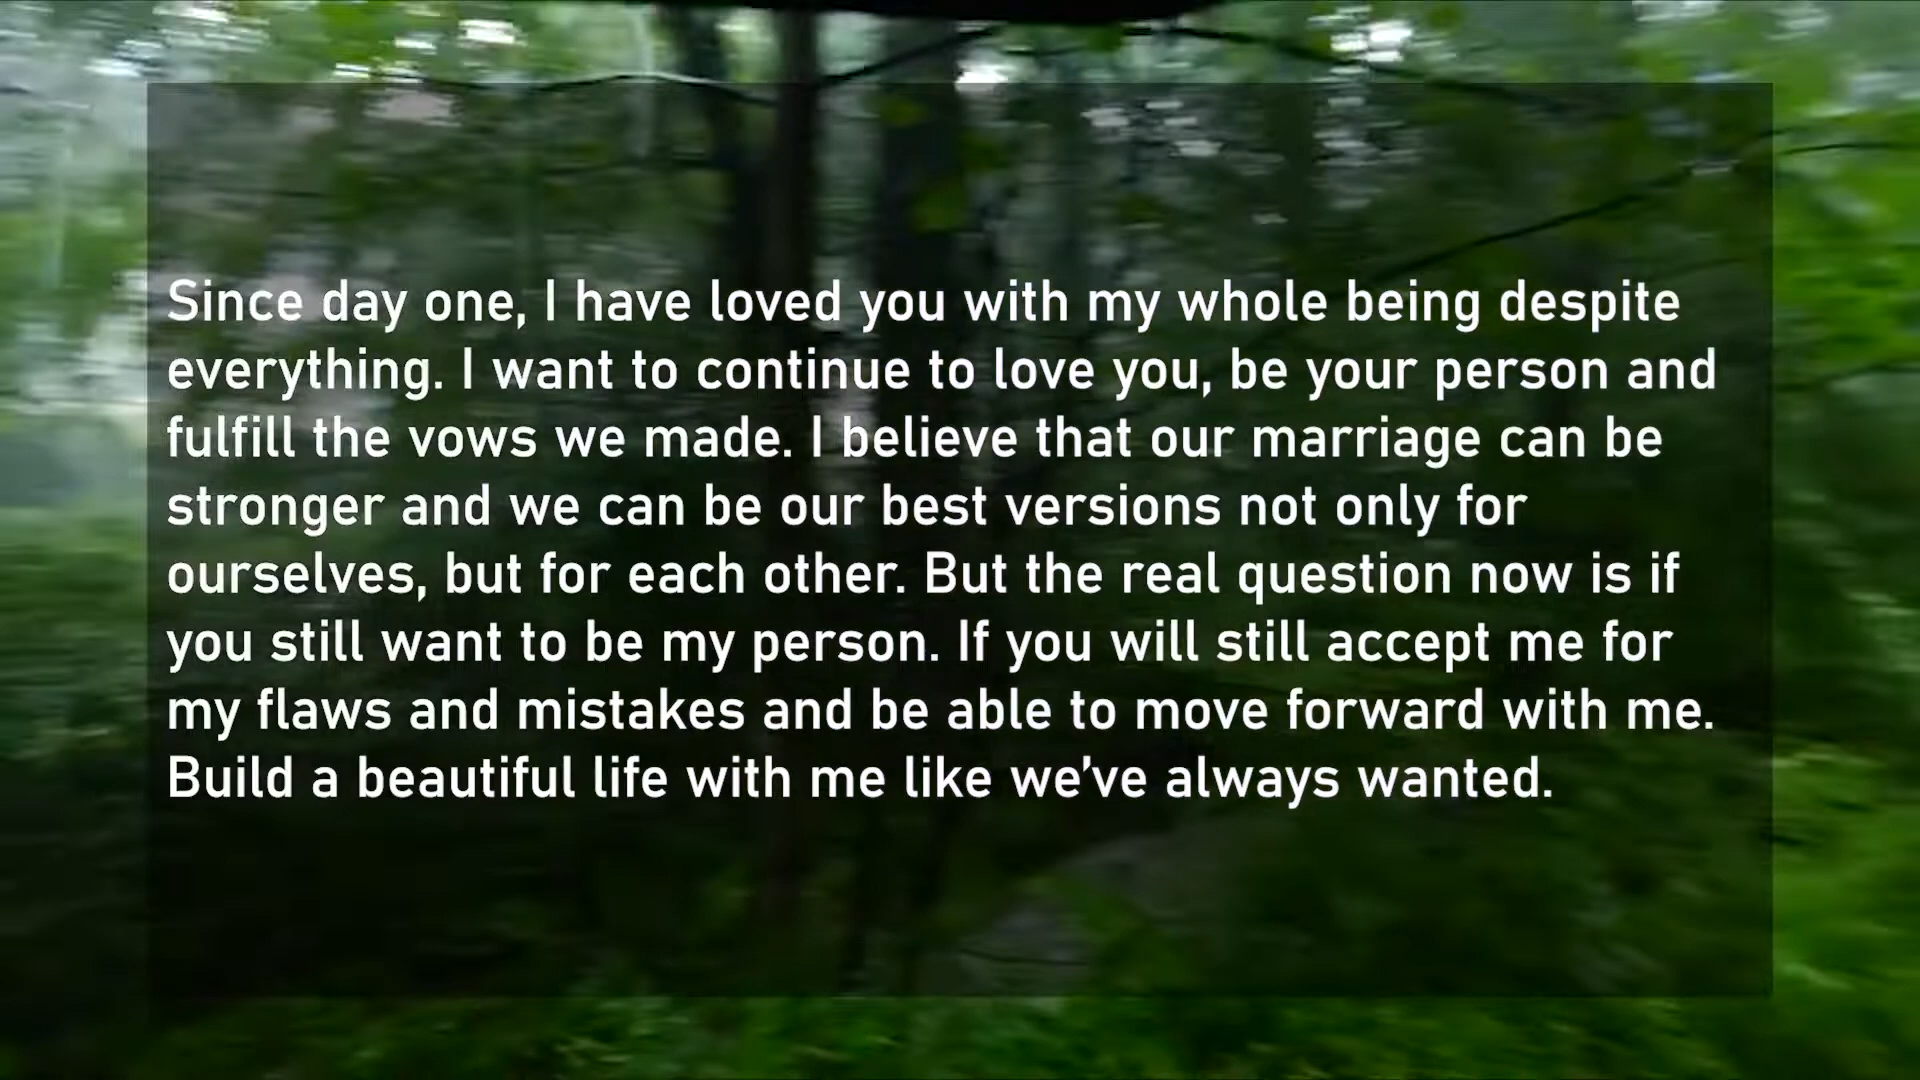 Since day one, I have loved you with my whole being despite
everything. I want to continue to love you, be your person and
fulfill the vows we made. I believe that our marriage can be
stronger and we can be our best versions not only for
ourselves, but for each other. But the real question now is if
you still want to be my person. If you will still accept me for
my flaws and mistakes and be able to move forward with me.
Build a beautiful life with me like we’ve always wanted.